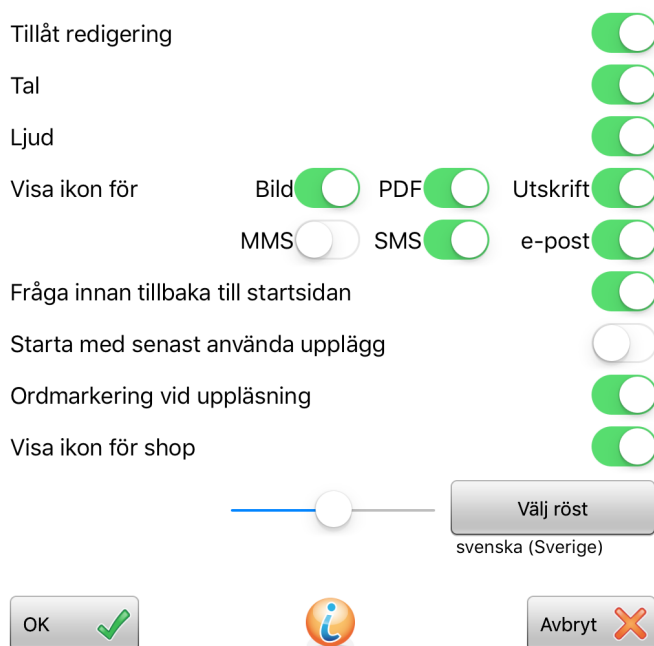 Tillåt redigering
Tal
Ljud
Visa ikon för Bild PDF Utskrift
MMS SMS e-post
Fråga innan tillbaka till startsidan
Starta med senast använda upplägg
Ordmarkering vid uppläsning
Visa ikon för shop
Välj röst
svenska (Sverige)
OK i Avbryt